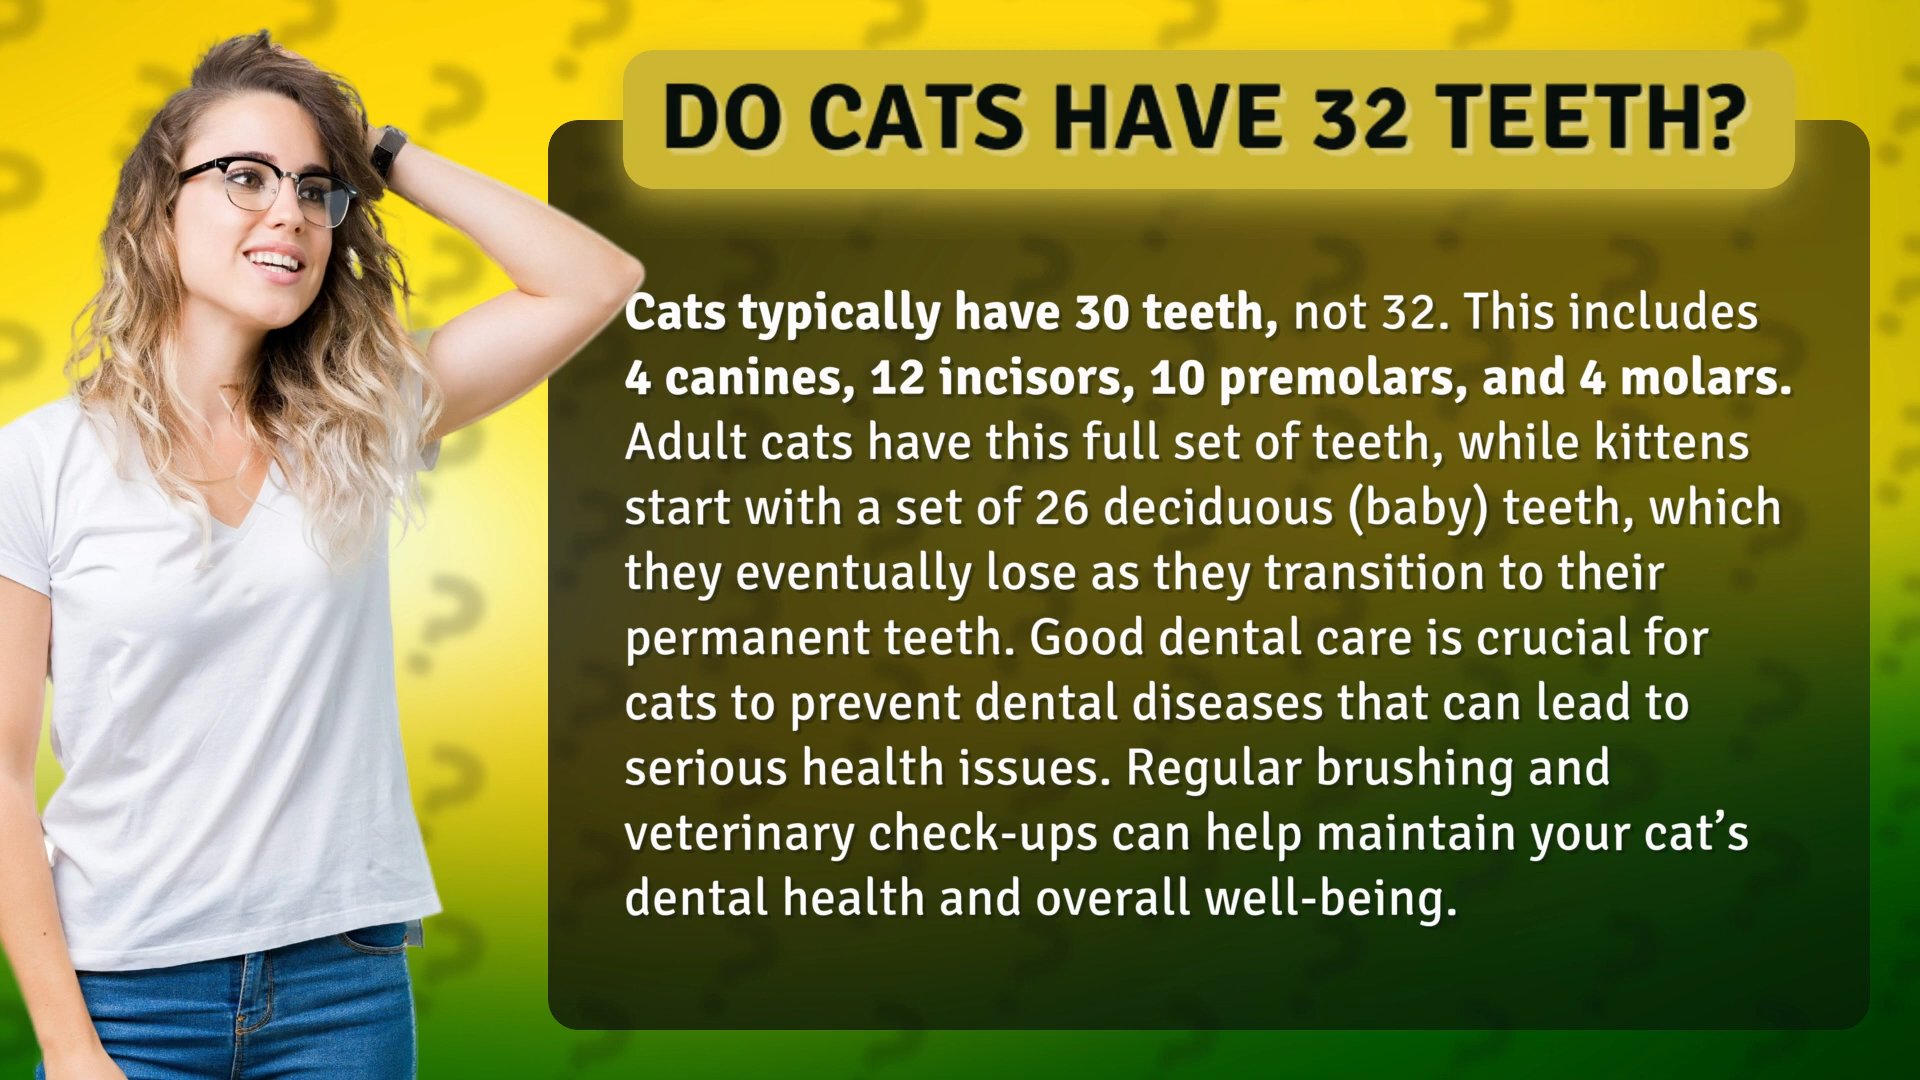 DO CATS HAVE 32 TEETH?
Cats typically have 30 teeth, not 32. This includes
4 canines, 12 incisors, 10 premolars, and 4 molars.
Adult cats have this full set of teeth, while kittens
start with a set of 26 deciduous (baby) teeth, which
they eventually lose as they transition to their
permanent teeth. Good dental care is crucial for
cats to prevent dental diseases that can lead to
serious health issues. Regular brushing and
veterinary check-ups can help maintain your cat’s
dental health and overall well-being.